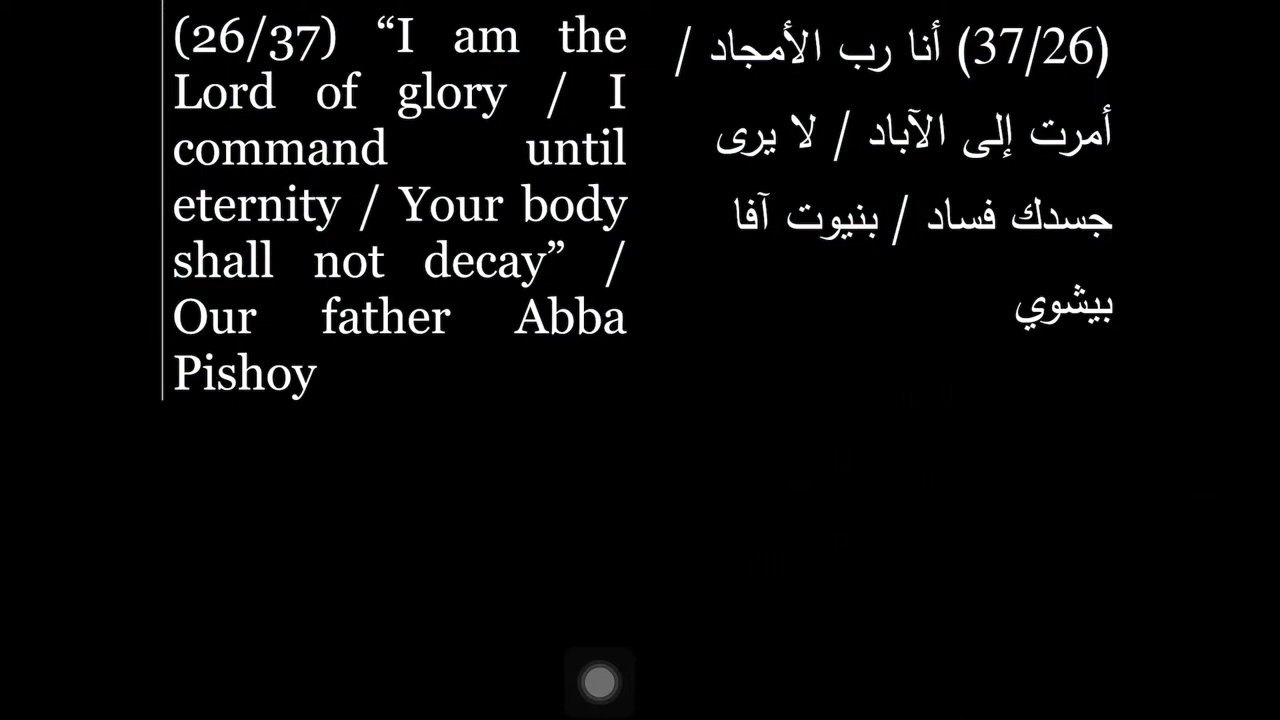 (26/37) “I am the
Lord of glory / I
command until
eternity / Your body
shall not decay” /
Our father Abba
Pishoy
(37/26) أنا رب الأمجاد /
أمرت إلى الآباد / لا يرى
جسدك فساد / بنيوت آفا
بيشوي